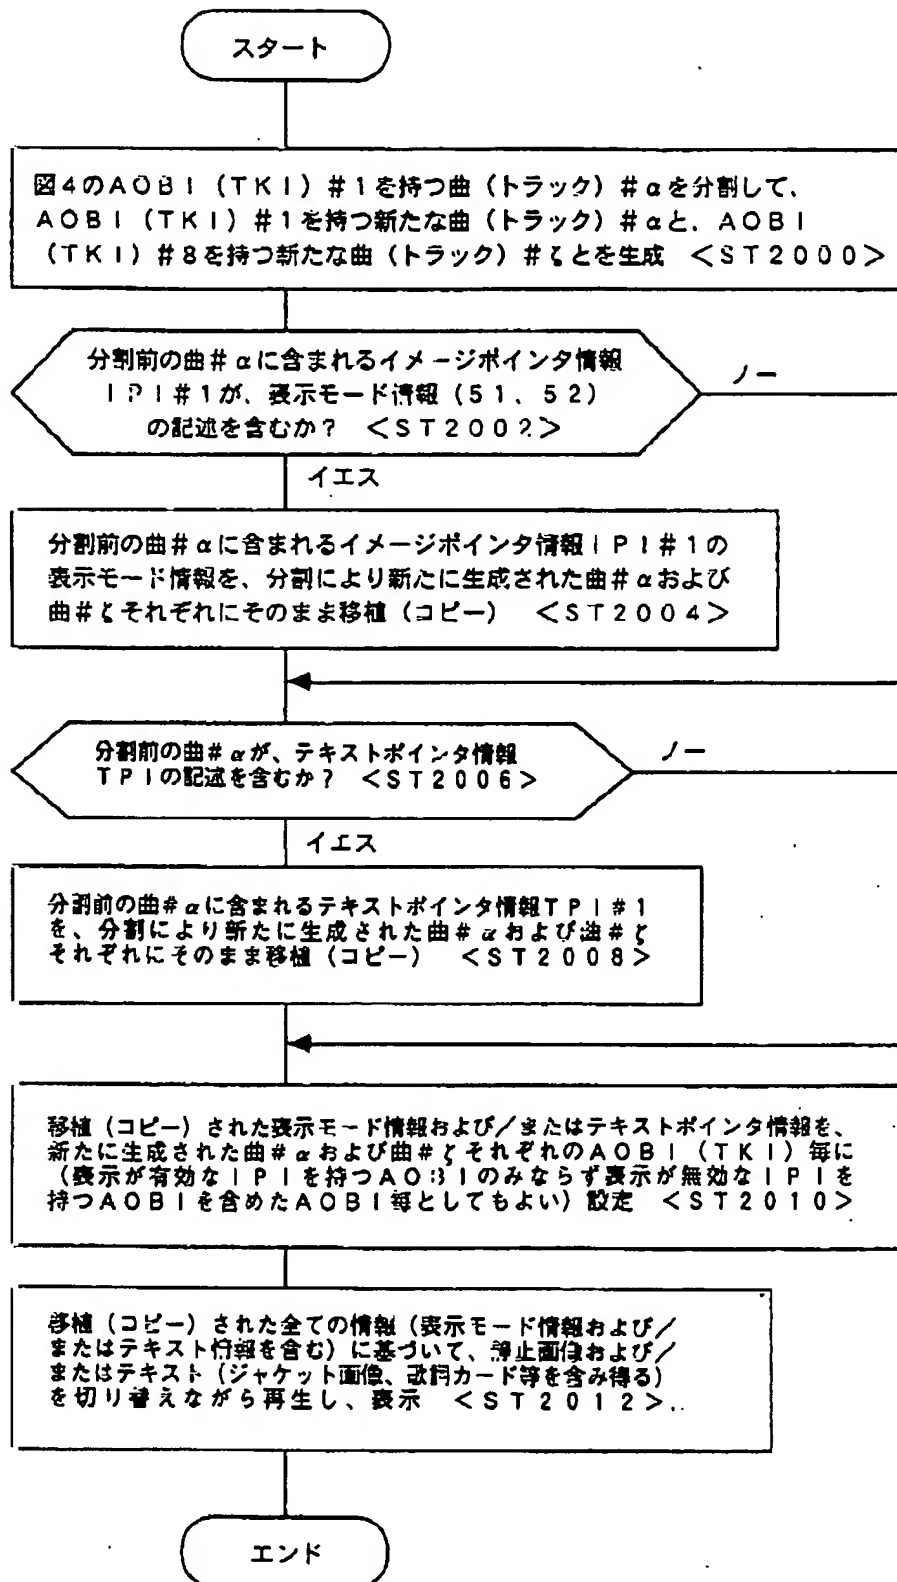 スタート
図4のAOBI(TKI)#1を持つ曲(トラック)#αを分割して、
AOBI(TKI)#1を持つ新たな曲(トラック)#αと、AOBI
(TKI)#8を持つ新たな曲(トラック)#ζとを生成 <ST2000>
分割前の曲#αに含まれるイメージポインタ情報
IPI#1が、表示モード情報(51、52)
の記述を含むか? <ST2002>
ノー
イエス
分割前の曲#αに含まれるイメージポインタ情報IPI#1の
表示モード情報を、分割により新たに生成された曲#αおよび
曲#ζそれぞれにそのまま移植(コピー) <ST2004>
分割前の曲#αが、テキストポインタ情報
TPIの記述を含むか? <ST2006>
ノー
イエス
分割前の曲#αに含まれるテキストポインタ情報TPI#1
を、分割により新たに生成された曲#αおよび曲#ζ
それぞれにそのまま移植(コピー) <ST2008>
移植(コピー)された表示モード情報および/またはテキストポインタ情報を、
新たに生成された曲#αおよび曲#ζそれぞれのAOBI(TKI)毎に
(表示が有効なIPIを持つAOBIのみならず表示が無効なIPIを
持つAOBIを含めたAOBI毎としてもよい)設定 <ST2010>
移植(コピー)された全ての情報(表示モード情報および/
またはテキスト情報を含む)に基づいて、静止画像および/
またはテキスト(ジャケット画像、歌詞カード等を含み得る)
を切り替えながら再生し、表示 <ST2012>
エンド